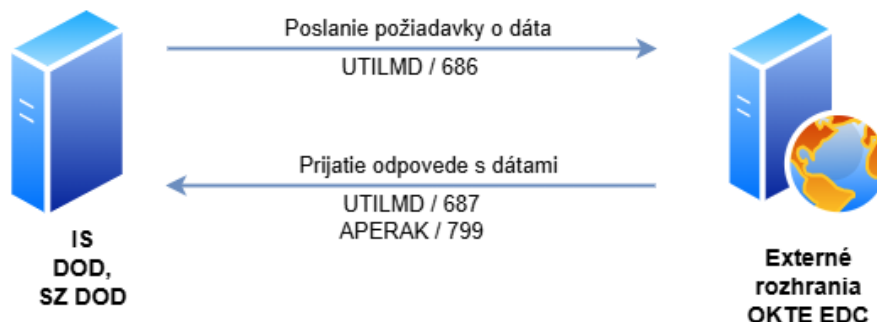 Poslanie požiadavky o dáta
UTILMD / 686
Prijatie odpovede s dátami
UTILMD / 687
APERAK / 799
IS
DOD,
SZ DOD
Externé
rozhrania
OKTE EDC